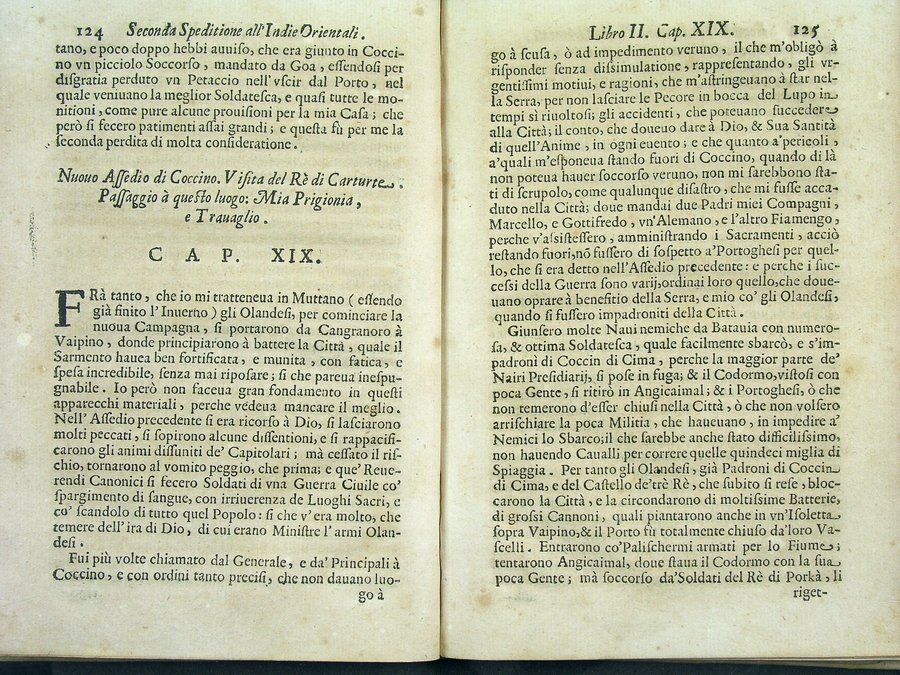 124 Seconda Speditione all'Indie Orientali.
tano, e poco doppo hebbi auuiso, che era giunto in Cocci-
no vn picciolo Soccorso, mandato da Goa, essendosi per
disgratia perduto vn Petaccio nell'vscir dal Porto, nel
quale veniuano la meglior Soldatesca, e quasi tutte le mo-
nitioni, come pure alcune prouisioni per la mia Casa; che
però si fecero patimenti assai grandi; e questa fù per me la
seconda perdita di molta consideratione.
Nuouo Assedio di Coccino. Visita del Rè di Carturte.
Passaggio à questo luogo: Mia Prigionia,
e Trauaglio.
CAP. XIX.
FRà tanto, che io mi tratteneua in Muttano (essendo
già finito l'Inuerno) gli Olandesi, per cominciare la
nuoua Campagna, si portarono da Cangranoro à
Vaipino, donde principiarono à battere la Città, quale il
Sarmento hauea ben fortificata, e munita, con fatica, e
spesa incredibile, senza mai riposare; sì che pareua inespu-
gnabile. Io però non faceua gran fondamento in questi
apparecchi materiali, perche vedeua mancare il meglio.
Nell'Assedio precedente si era ricorso à Dio, si lasciarono
molti peccati, si sopirono alcune dissentioni, e si rappacifi-
carono gli animi dissuniti de' Capitolari; mà cessato il ris-
chio, tornarono al vomito peggio, che prima; e que' Reue-
rendi Canonici si fecero Soldati di vna Guerra Ciuile co'
spargimento di sangue, con irriuerenza de Luoghi Sacri, e
co' scandolo di tutto quel Popolo: sì che v'era molto, che
temere dell'ira di Dio, di cui erano Ministre l'armi Olan-
desi.
Fui più volte chiamato dal Generale, e da' Principali à
Coccino, e con ordini tanto precisi, che non dauano luo-
go à
Libro II. Cap. XIX. 125
go à scusa, ò ad impedimento veruno, il che m'obligò à
risponder senza dissimulatione, rappresentando, gli vr-
gentissimi motiui, e ragioni, che m'astringeuano à star nel-
la Serra, per non lasciare le Pecore in bocca del Lupo in
tempi sì riuoltosi; gli accidenti, che poteuano succedere
alla Città; il conto, che doueuo dare à Dio, & Sua Santità
di quell'Anime, in ogni euento; e che quanto a'pericoli,
a'quali m'esponeua stando fuori di Coccino, quando di là
non poteua hauer soccorso veruno, non mi sarebbono sta-
ti di scrupolo, come qualunque disastro, che mi fusse acca-
duto nella Città; doue mandai due Padri miei Compagni,
Marcello, e Gottifredo, vn'Alemano, e l'altro Fiamengo,
perche v'assistessero, amministrando i Sacramenti, acciò
restando fuori, nõ fussero di sospetto a'Portoghesi per quel-
lo, che si era detto nell'Assedio precedente: e perche i suc-
cessi della Guerra sono varij, ordinai loro quello, che doue-
uano oprare à benefitio della Serra, e mio co' gli Olandesi,
quando si fussero impadroniti della Città.
Giunsero molte Naui nemiche da Batauia con numero-
sa, & ottima Soldatesca, quale facilmente sbarcò, e s'im-
padronì di Coccin di Cima, perche la maggior parte de'
Nairi Presidiarij, si pose in fuga; & il Codormo, vistosi con
poca Gente, si ritirò in Angicaimal; & i Portoghesi, ò che
non temerono d'esser chiusi nella Città, ò che non volsero
arrischiare la poca Militia, che haueuano, in impedire a'
Nemici lo Sbarco; il che sarebbe anche stato difficilissimo,
non hauendo Caualli per correre quelle quindeci miglia di
Spiaggia. Per tanto gli Olandesi, già Padroni di Coccin
di Cima, e del Castello de'trè Rè, che subito si rese, bloc-
carono la Città, e la circondarono di moltissime Batterie,
di grossi Cannoni, quali piantarono anche in vn'Isoletta
sopra Vaipino, & il Porto fù totalmente chiuso da'loro Va-
scelli. Entrarono co'Palischermi armati per lo Fiume;
tentarono Angicaimal, doue staua il Codormo con la sua
poca Gente; mà soccorso da'Soldati del Rè di Porkà, li
riget-